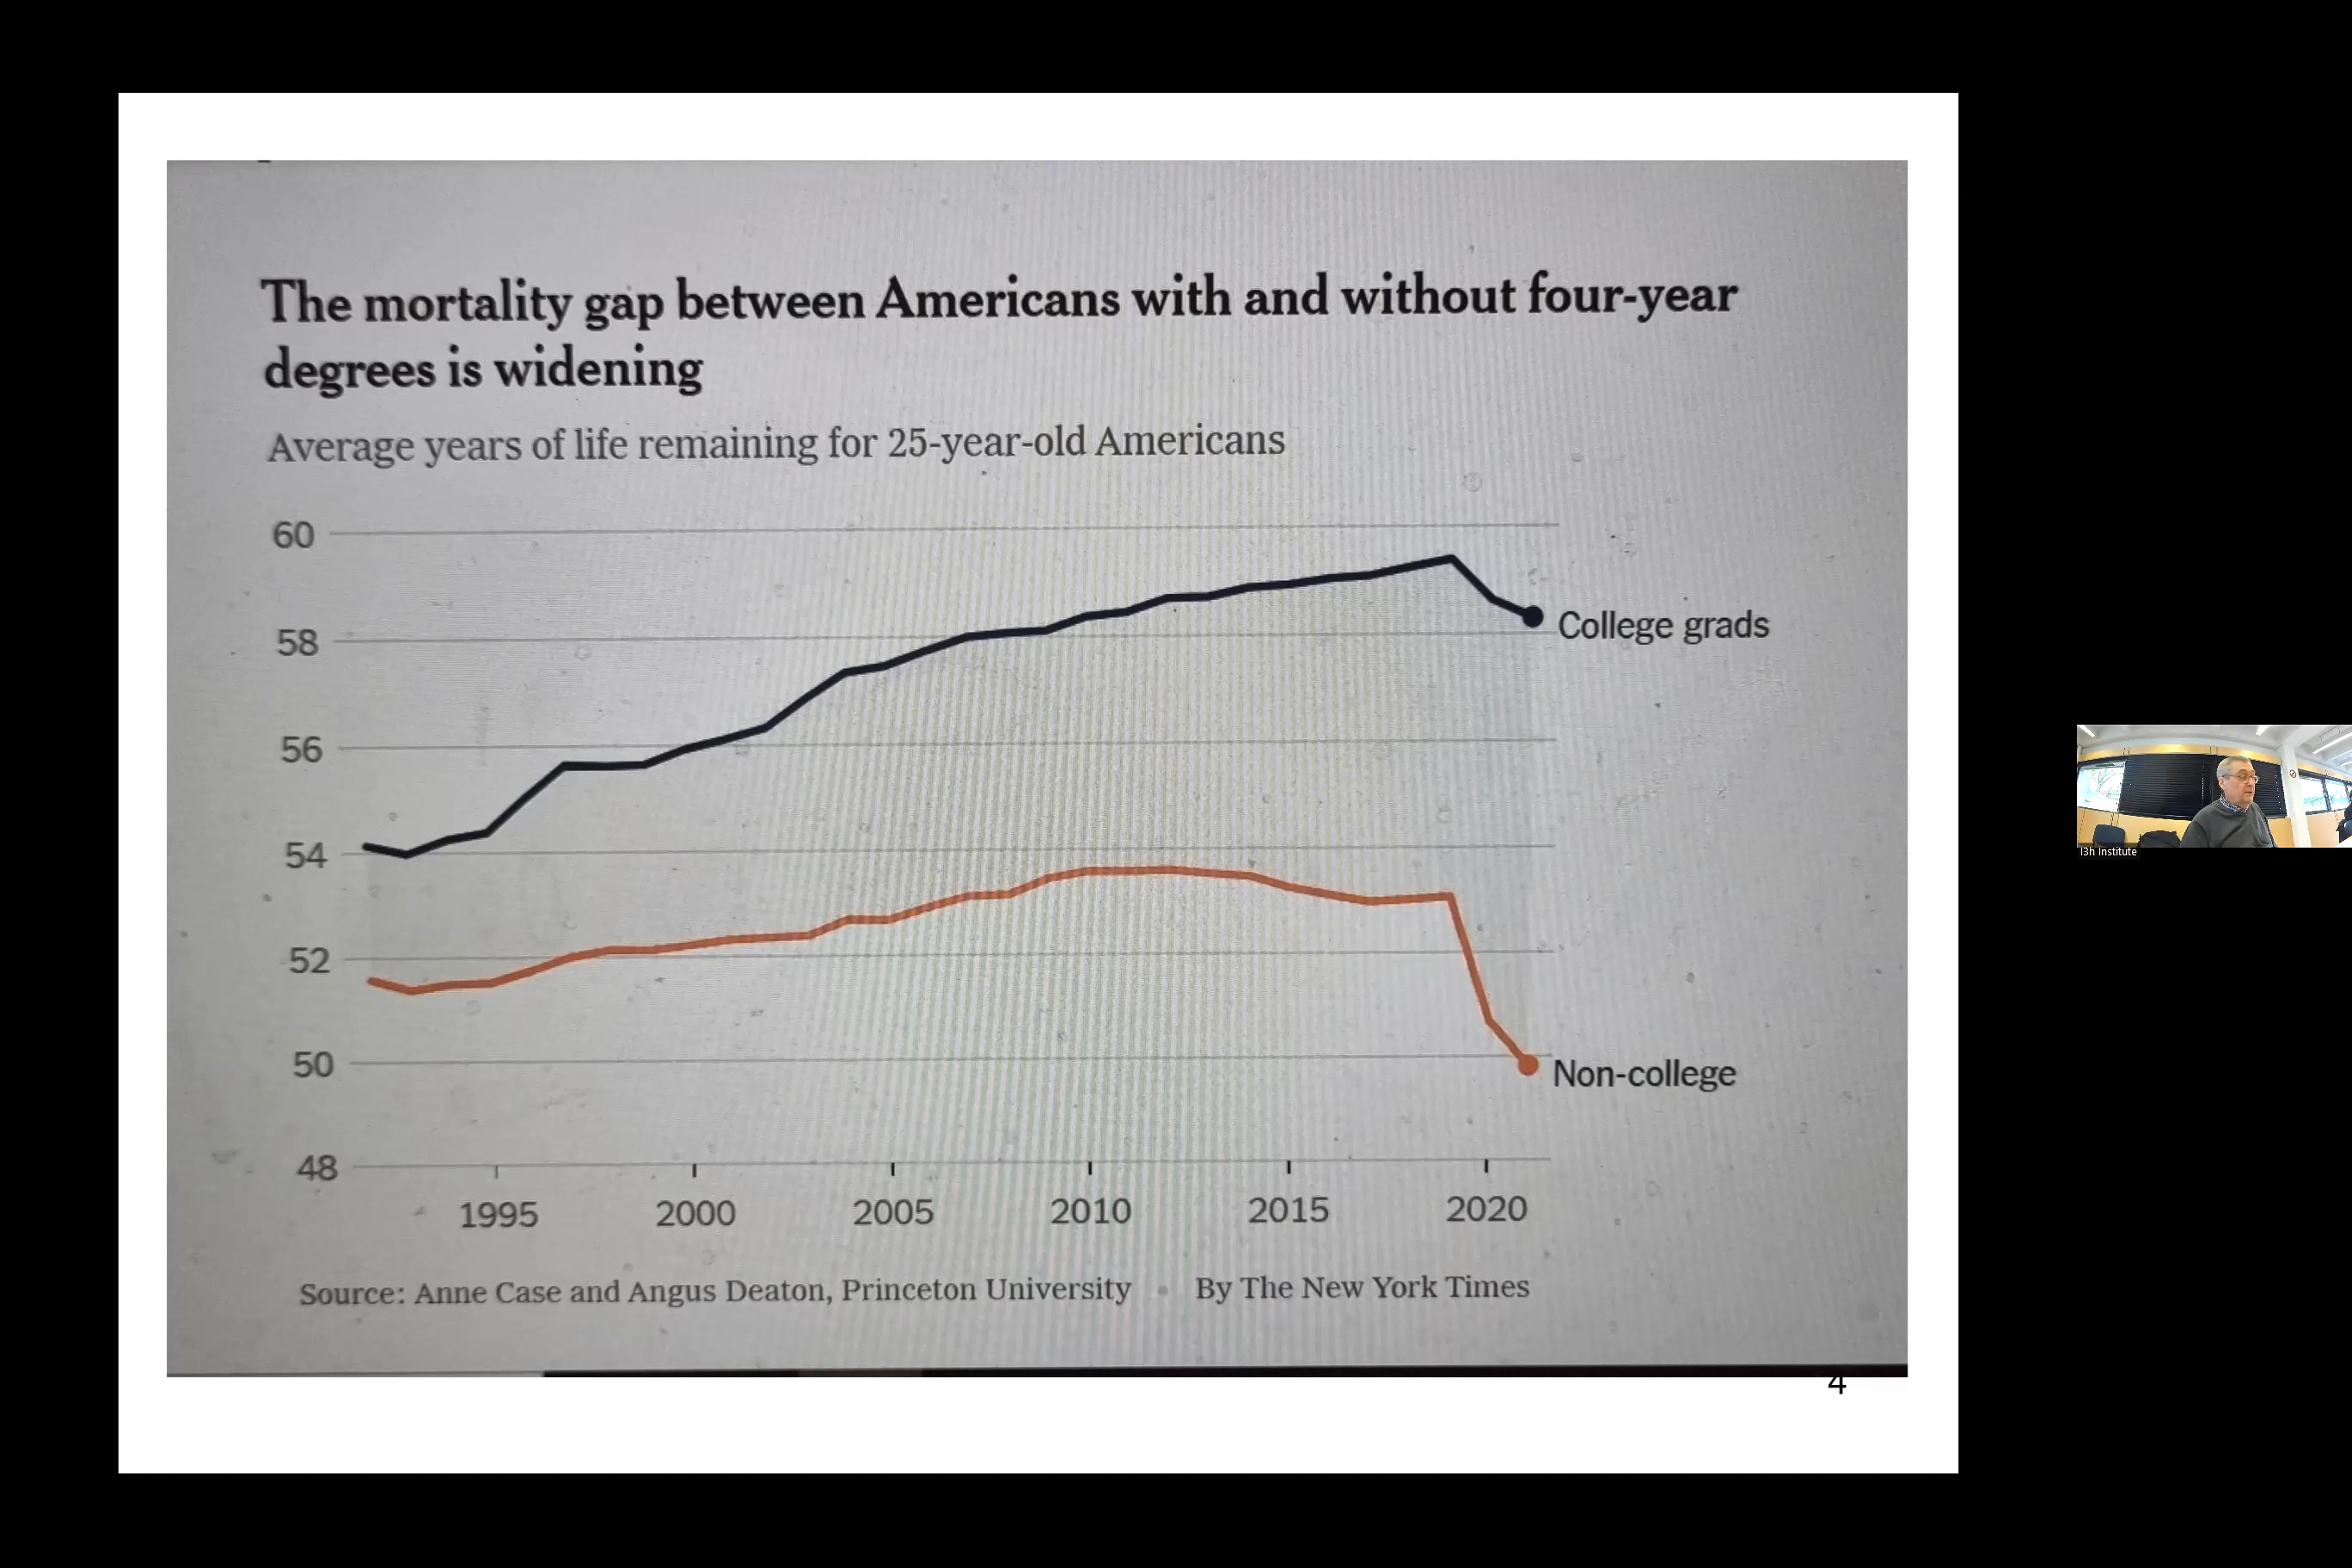 The mortality gap between Americans with and without four-year
degrees is widening
Average years of life remaining for 25-year-old Americans
60
58
56
54
52
50
48
College grads
Non-college
1995 2000 2005 2010 2015 2020
Source: Anne Case and Angus Deaton, Princeton University • By The New York Times
4
I3h Institute